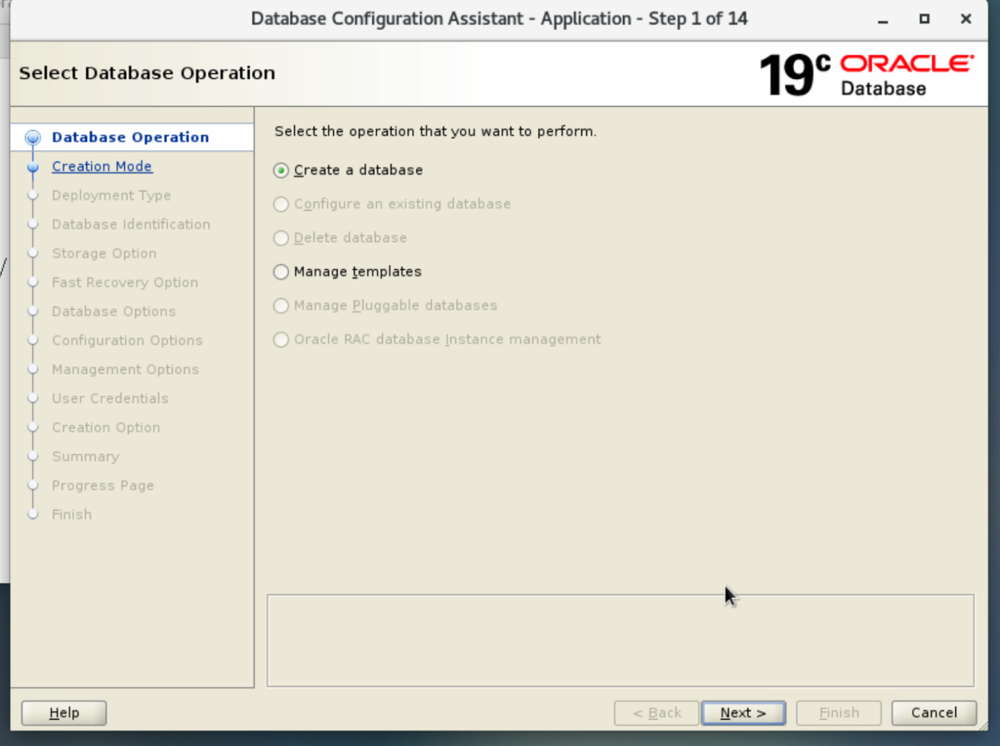 Database Configuration Assistant - Application - Step 1 of 14
Select Database Operation
19c ORACLE
Database
Database Operation
Creation Mode
Deployment Type
Database Identification
Storage Option
Fast Recovery Option
Database Options
Configuration Options
Management Options
User Credentials
Creation Option
Summary
Progress Page
Finish
Select the operation that you want to perform.
Create a database
Configure an existing database
Delete database
Manage templates
Manage Pluggable databases
Oracle RAC database Instance management
Help
< Back
Next >
Finish
Cancel